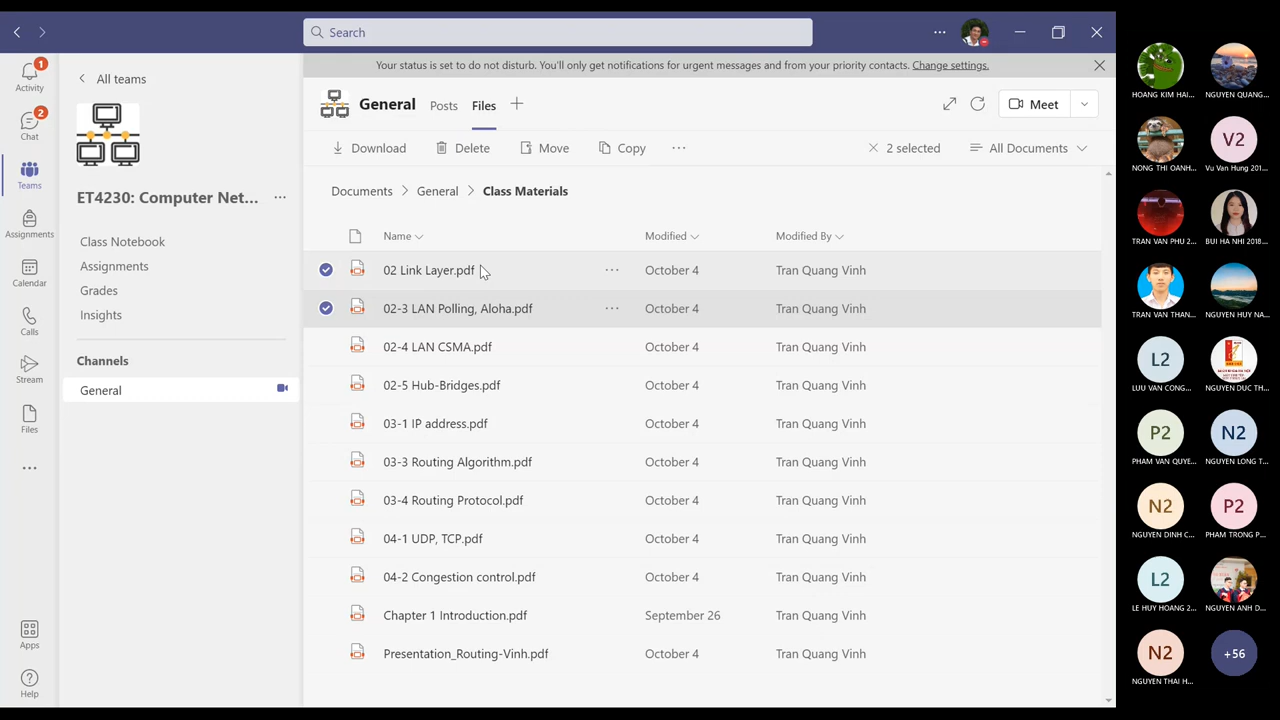 Search
Your status is set to do not disturb. You'll only get notifications for urgent messages and from your priority contacts. Change settings.
1
Activity
2
Chat
Teams
Assignments
Calendar
Calls
Stream
Files
Apps
Help
All teams
ET4230: Computer Net...
Class Notebook
Assignments
Grades
Insights
Channels
General
General
Posts
Files
Meet
Download
Delete
Move
Copy
2 selected
All Documents
Documents > General > Class Materials
Name Modified Modified By
02 Link Layer.pdf October 4 Tran Quang Vinh
02-3 LAN Polling, Aloha.pdf October 4 Tran Quang Vinh
02-4 LAN CSMA.pdf October 4 Tran Quang Vinh
02-5 Hub-Bridges.pdf October 4 Tran Quang Vinh
03-1 IP address.pdf October 4 Tran Quang Vinh
03-3 Routing Algorithm.pdf October 4 Tran Quang Vinh
03-4 Routing Protocol.pdf October 4 Tran Quang Vinh
04-1 UDP, TCP.pdf October 4 Tran Quang Vinh
04-2 Congestion control.pdf October 4 Tran Quang Vinh
Chapter 1 Introduction.pdf September 26 Tran Quang Vinh
Presentation_Routing-Vinh.pdf October 4 Tran Quang Vinh
HOANG KIM HAI...
NGUYEN QUANG...
V2
NONG THI OANH...
Vu Van Hung 201...
TRAN VAN PHU 2...
BUI HA NHI 2018...
TRAN VAN THAN...
NGUYEN HUY NA...
L2
LUU VAN CONG...
NGUYEN DUC TH...
P2
N2
PHAM VAN QUYE...
NGUYEN LONG T...
N2
P2
NGUYEN DINH C...
PHAM TRONG P...
L2
LE HUY HOANG 2...
NGUYEN ANH D...
N2
+56
NGUYEN THAI H...